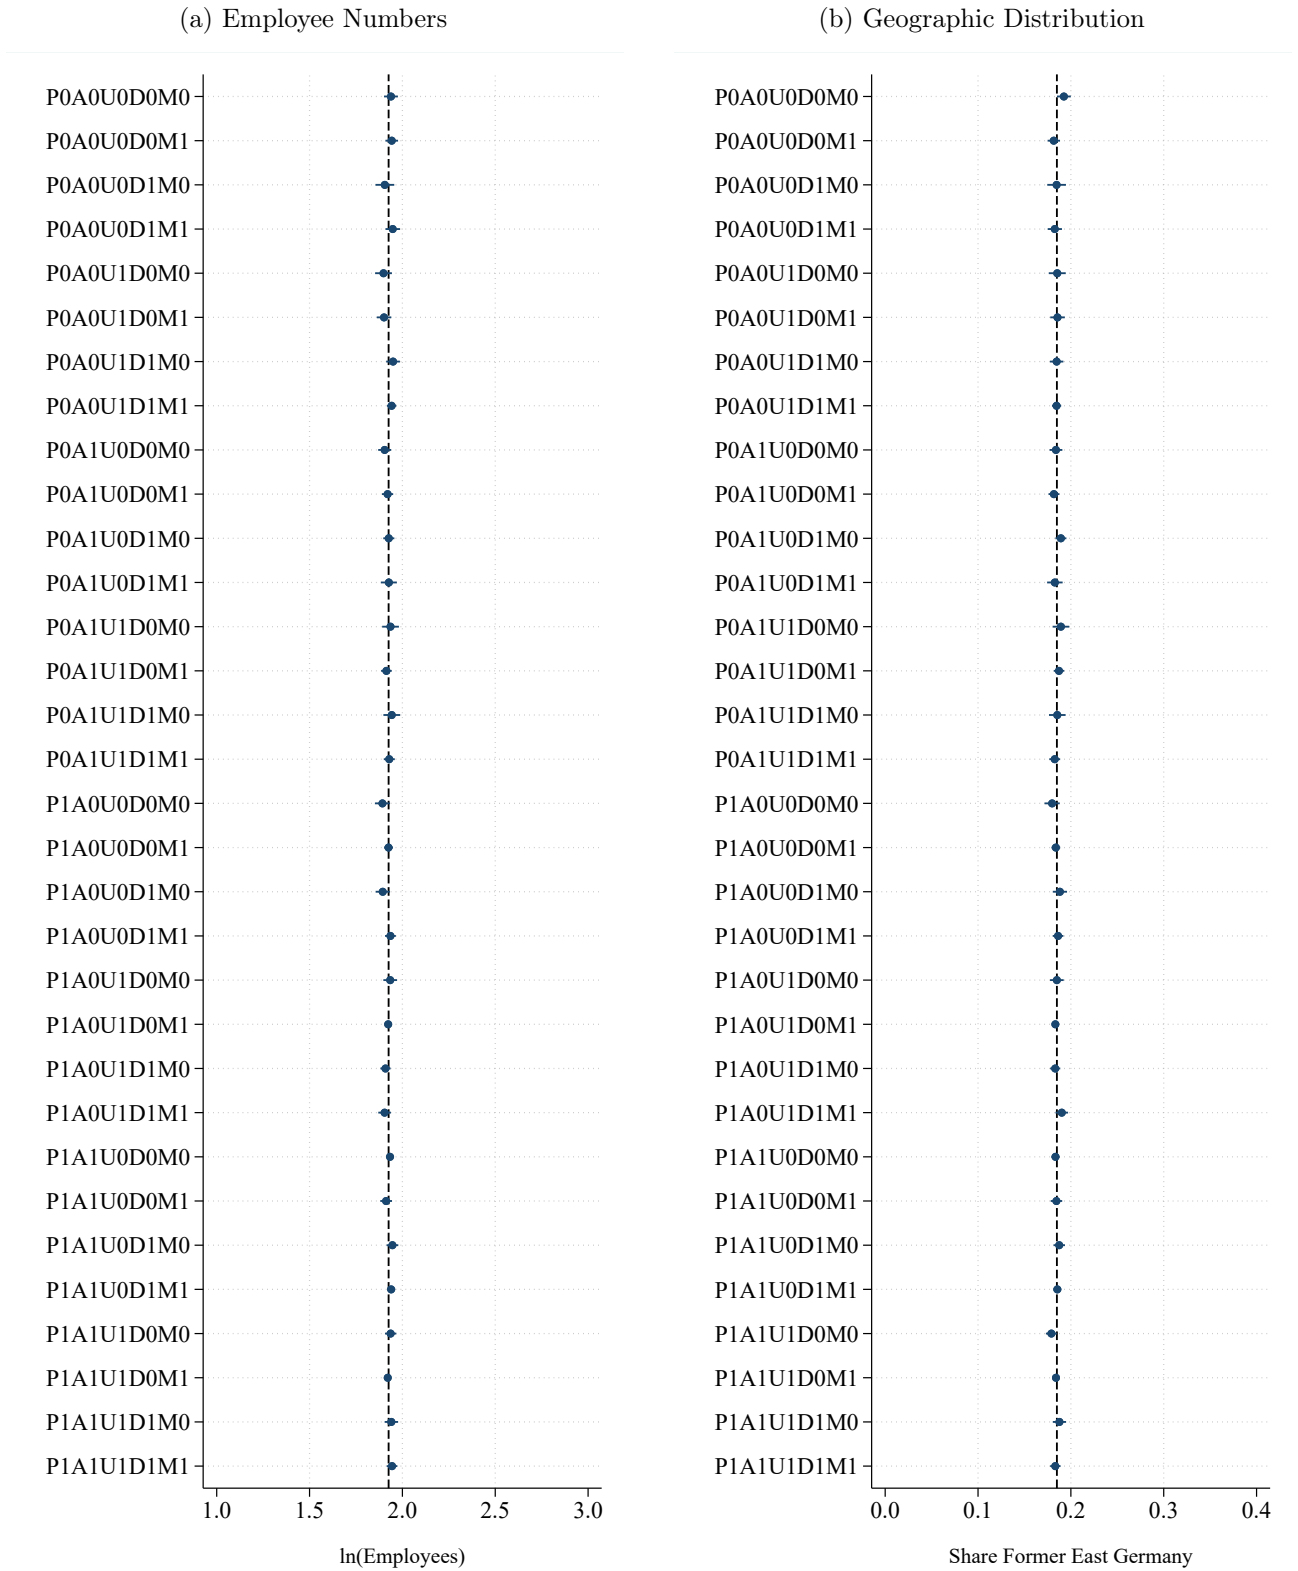 (a) Employee Numbers
P0A0U0D0M0
P0A0U0D0M1
P0A0U0D1M0
P0A0U0D1M1
P0A0U1D0M0
P0A0U1D0M1
P0A0U1D1M0
P0A0U1D1M1
P0A1U0D0M0
P0A1U0D0M1
P0A1U0D1M0
P0A1U0D1M1
P0A1U1D0M0
P0A1U1D0M1
P0A1U1D1M0
P0A1U1D1M1
P1A0U0D0M0
P1A0U0D0M1
P1A0U0D1M0
P1A0U0D1M1
P1A0U1D0M0
P1A0U1D0M1
P1A0U1D1M0
P1A0U1D1M1
P1A1U0D0M0
P1A1U0D0M1
P1A1U0D1M0
P1A1U0D1M1
P1A1U1D0M0
P1A1U1D0M1
P1A1U1D1M0
P1A1U1D1M1
1.0 1.5 2.0 2.5 3.0
ln(Employees)
(b) Geographic Distribution
P0A0U0D0M0
P0A0U0D0M1
P0A0U0D1M0
P0A0U0D1M1
P0A0U1D0M0
P0A0U1D0M1
P0A0U1D1M0
P0A0U1D1M1
P0A1U0D0M0
P0A1U0D0M1
P0A1U0D1M0
P0A1U0D1M1
P0A1U1D0M0
P0A1U1D0M1
P0A1U1D1M0
P0A1U1D1M1
P1A0U0D0M0
P1A0U0D0M1
P1A0U0D1M0
P1A0U0D1M1
P1A0U1D0M0
P1A0U1D0M1
P1A0U1D1M0
P1A0U1D1M1
P1A1U0D0M0
P1A1U0D0M1
P1A1U0D1M0
P1A1U0D1M1
P1A1U1D0M0
P1A1U1D0M1
P1A1U1D1M0
P1A1U1D1M1
0.0 0.1 0.2 0.3 0.4
Share Former East Germany